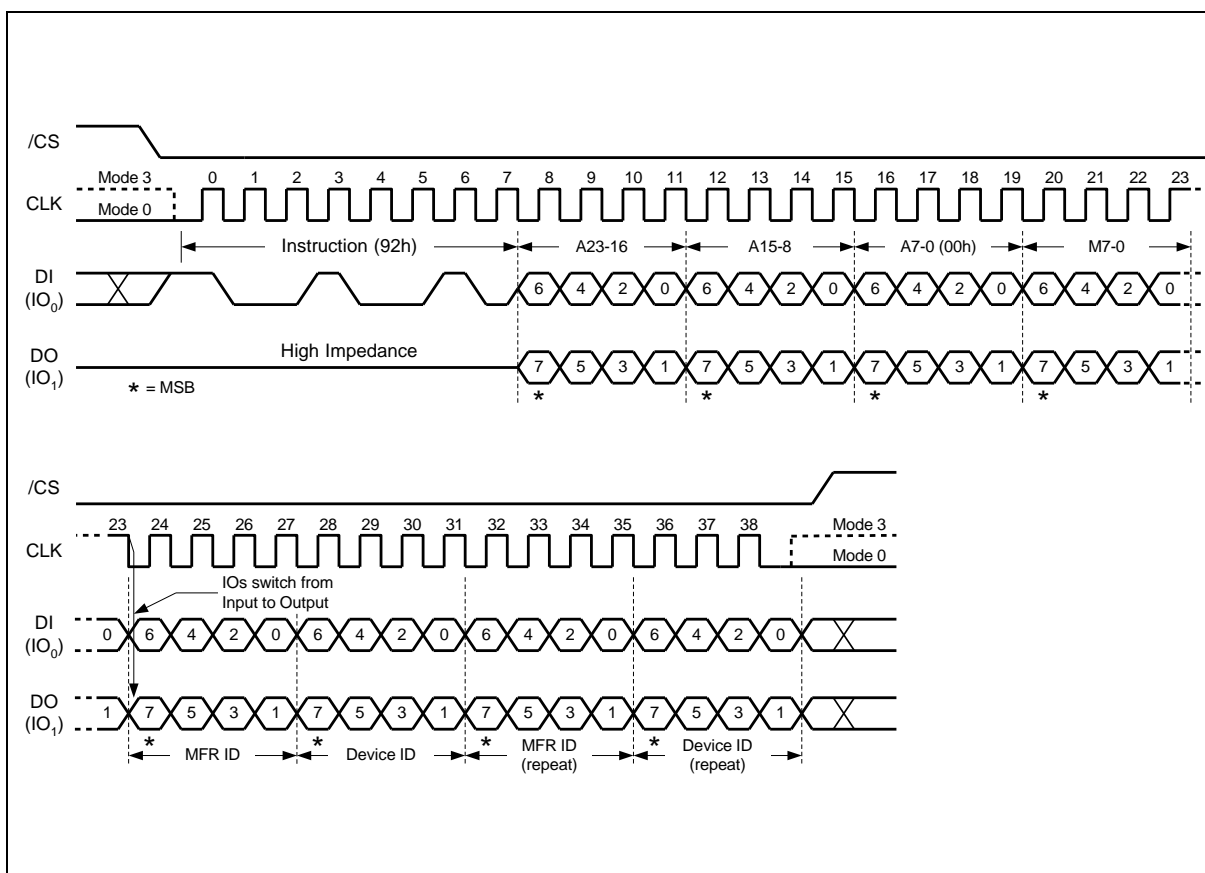 /CS
Mode 3
0 1 2 3 4 5 6 7 8 9 10 11 12 13 14 15 16 17 18 19 20 21 22 23
CLK
Mode 0
Instruction (92h) A23-16 A15-8 A7-0 (00h) M7-0
DI
(IO0)
6 4 2 0 6 4 2 0 6 4 2 0 6 4 2 0
High Impedance
DO
(IO1)
7 5 3 1 7 5 3 1 7 5 3 1 7 5 3 1
* = MSB
* * * *
/CS
23 24 25 26 27 28 29 30 31 32 33 34 35 36 37 38
Mode 3
CLK
Mode 0
IOs switch from
Input to Output
DI
(IO0)
0 6 4 2 0 6 4 2 0 6 4 2 0 6 4 2 0
DO
(IO1)
1 7 5 3 1 7 5 3 1 7 5 3 1 7 5 3 1
* * * *
MFR ID Device ID MFR ID
(repeat)
Device ID
(repeat)